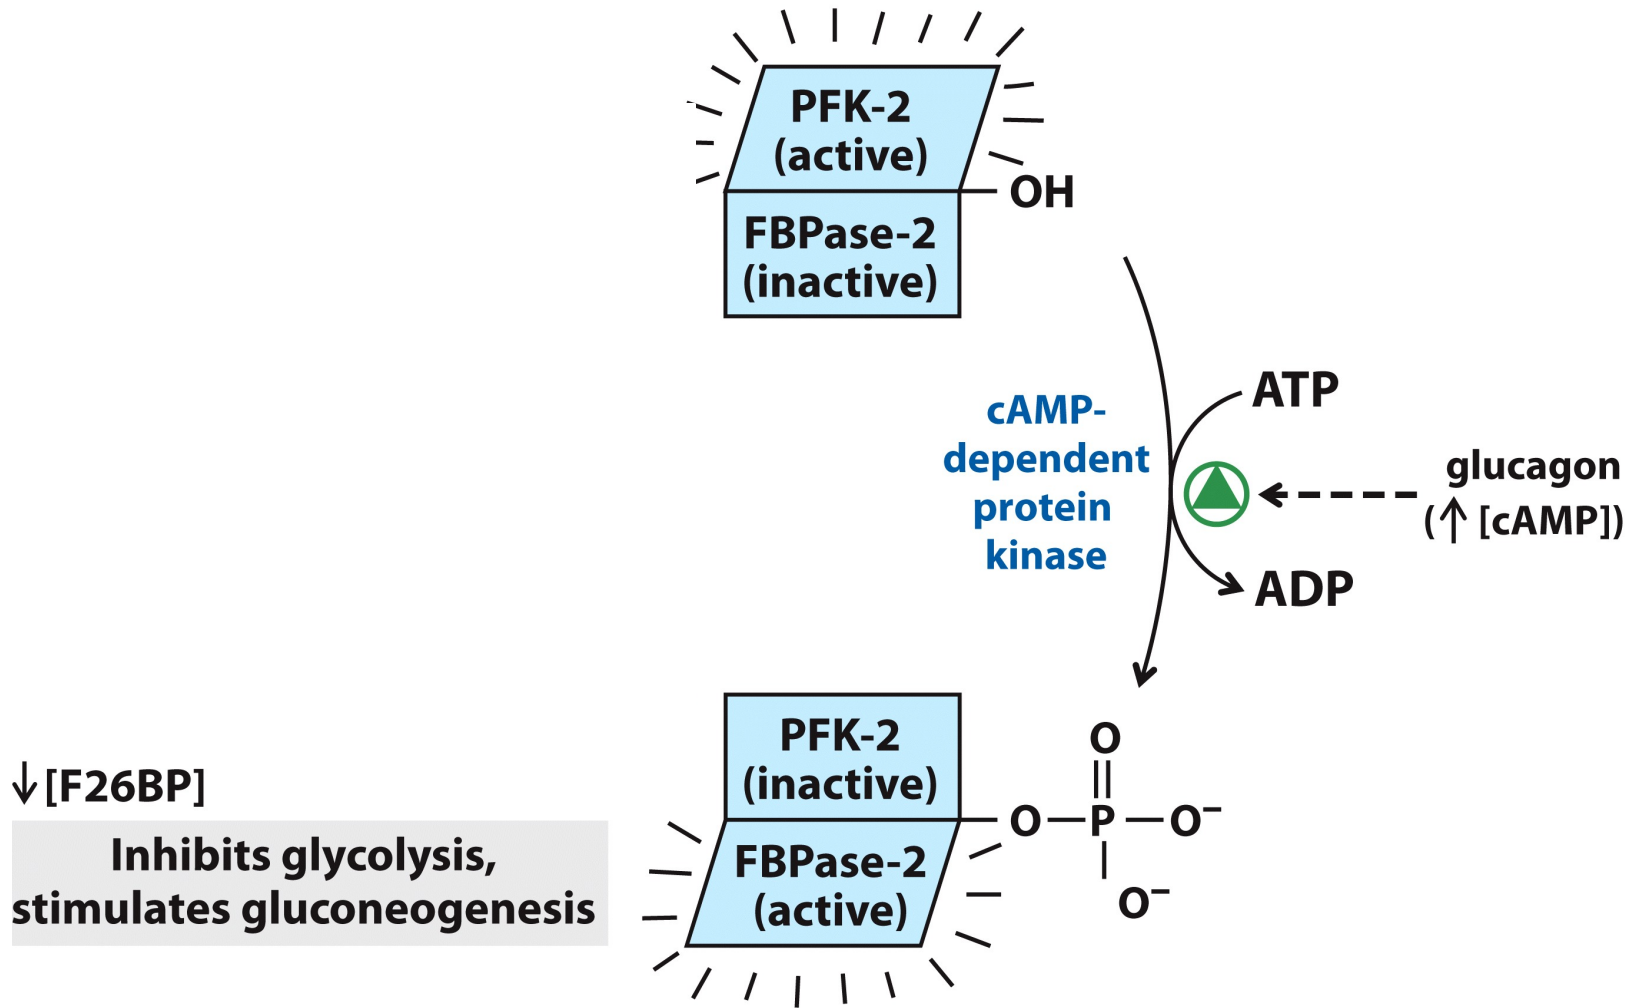 PFK-2
(active)
OH
FBPase-2
(inactive)
cAMP-
dependent
protein
kinase
ATP
glucagon
(↑ [cAMP])
ADP
PFK-2
(inactive)
FBPase-2
(active)
O
O P O–
O–
↓ [F26BP]
Inhibits glycolysis,
stimulates gluconeogenesis